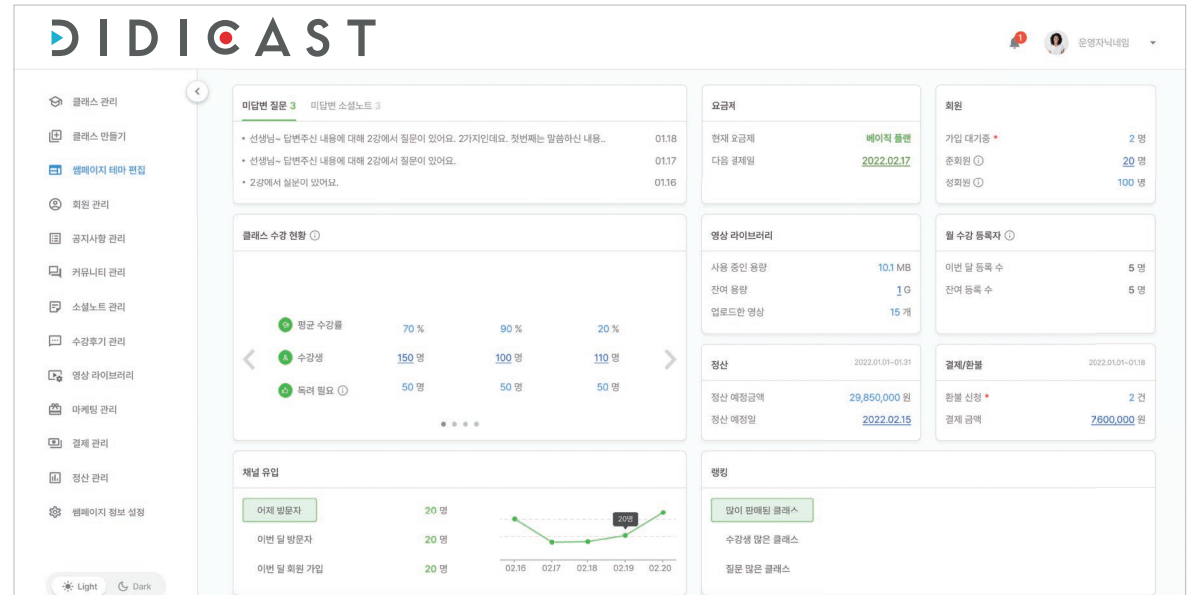 DIDICAST
1
운영자닉네임
클래스 관리
클래스 만들기
쌤페이지 테마 편집
회원 관리
공지사항 관리
커뮤니티 관리
소셜노트 관리
수강후기 관리
영상 라이브러리
마케팅 관리
결제 관리
정산 관리
쌤페이지 정보 설정
Light Dark
미답변 질문 3 미답변 소셜노트 3
• 선생님~ 답변주신 내용에 대해 2강에서 질문이 있어요. 2가지인데요. 첫번째는 말씀하신 내용.. 01.18
• 선생님~ 답변주신 내용에 대해 2강에서 질문이 있어요. 01.17
• 2강에서 질문이 있어요. 01.16
요금제
현재 요금제 베이직 플랜
다음 결제일 2022.02.17
회원
가입 대기중 • 2 명
준회원 20 명
정회원 100 명
클래스 수강 현황
평균 수강률 70 % 90 % 20 %
수강생 150 명 100 명 110 명
독려 필요 50 명 50 명 50 명
영상 라이브러리
사용 중인 용량 10.1 MB
잔여 용량 1 G
업로드한 영상 15 개
월 수강 등록자
이번 달 등록 수 5 명
잔여 등록 수 5 명
정산 2022.01.01~01.31
정산 예정금액 29,850,000 원
정산 예정일 2022.02.15
결제/환불 2022.01.01~01.18
환불 신청 • 2 건
결제 금액 7600,000 원
채널 유입
어제 방문자 20 명
이번 달 방문자 20 명
이번 달 회원 가입 20 명
20명
02.16 02.17 02.18 02.19 02.20
랭킹
많이 판매된 클래스
수강생 많은 클래스
질문 많은 클래스